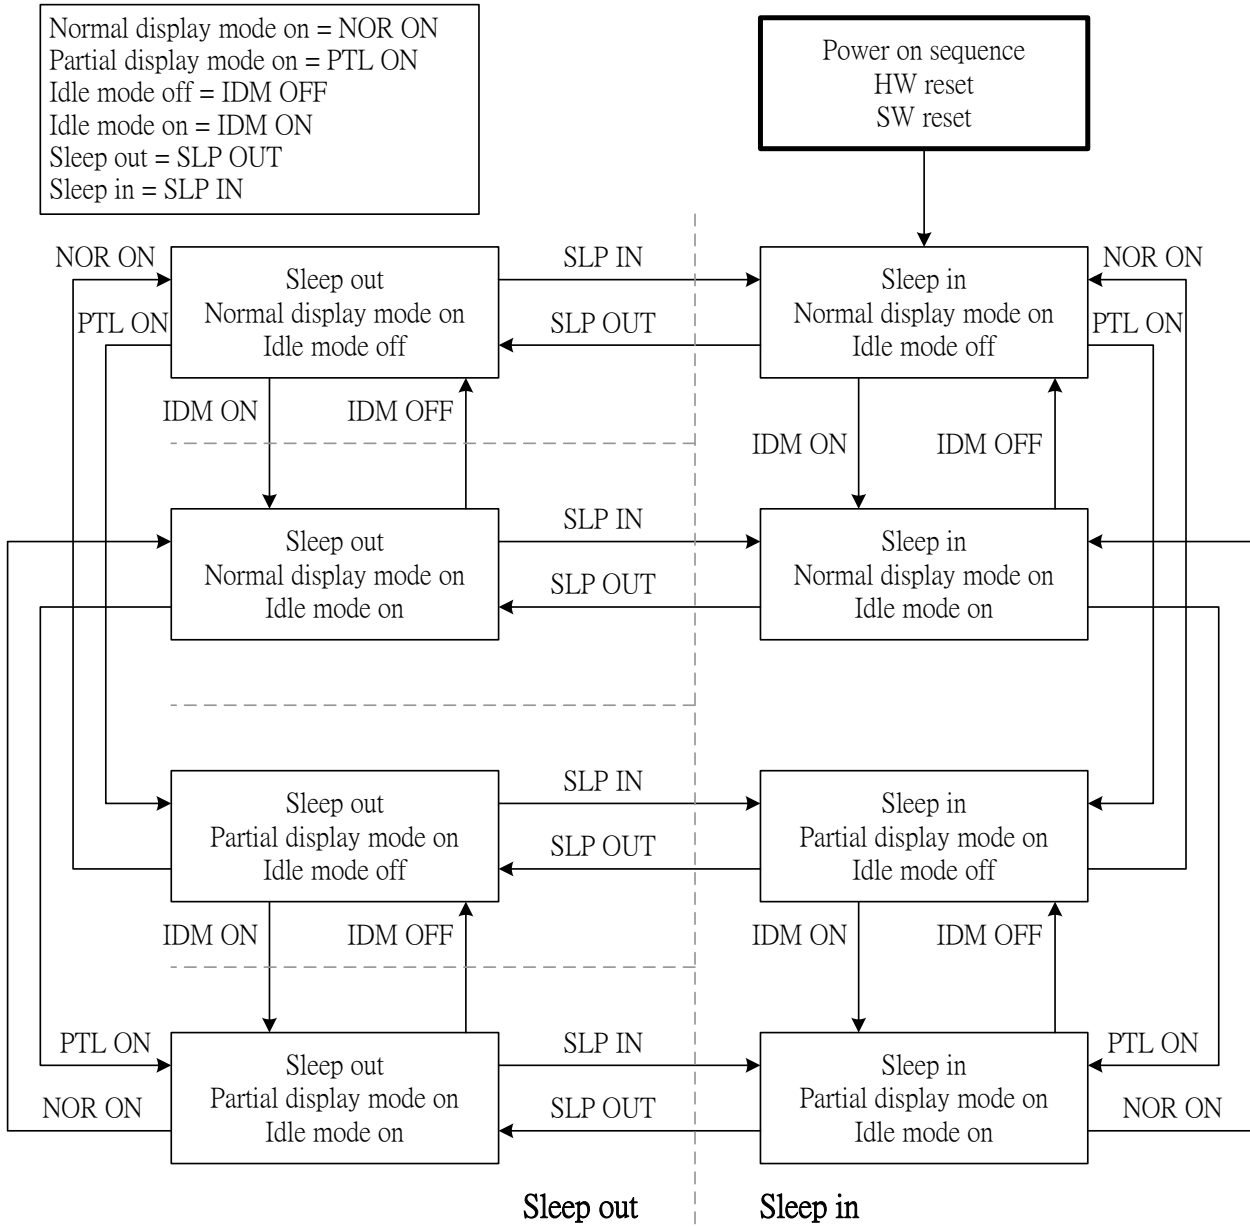 Normal display mode on = NOR ON
Partial display mode on = PTL ON
Idle mode off = IDM OFF
Idle mode on = IDM ON
Sleep out = SLP OUT
Sleep in = SLP IN
Power on sequence
HW reset
SW reset
NOR ON
PTL ON
Sleep out
Normal display mode on
Idle mode off
SLP IN
SLP OUT
Sleep in
Normal display mode on
Idle mode off
NOR ON
PTL ON
IDM ON
IDM OFF
IDM ON
IDM OFF
Sleep out
Normal display mode on
Idle mode on
SLP IN
SLP OUT
Sleep in
Normal display mode on
Idle mode on
Sleep out
Partial display mode on
Idle mode off
SLP IN
SLP OUT
Sleep in
Partial display mode on
Idle mode off
IDM ON
IDM OFF
IDM ON
IDM OFF
PTL ON
NOR ON
Sleep out
Partial display mode on
Idle mode on
SLP IN
SLP OUT
Sleep in
Partial display mode on
Idle mode on
PTL ON
NOR ON
Sleep out
Sleep in